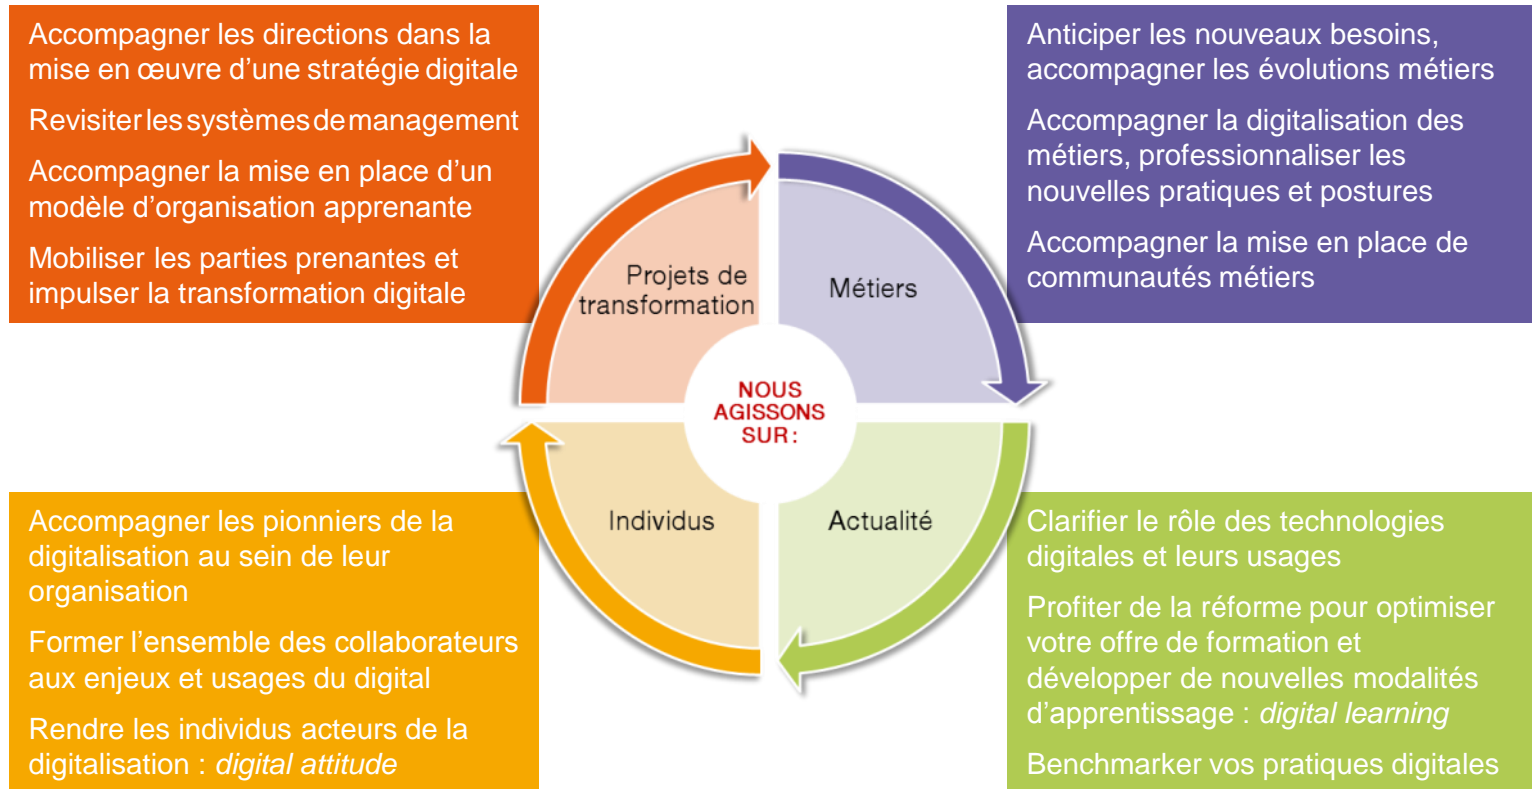 Accompagner les directions dans la
mise en œuvre d’une stratégie digitale
Revisiter les systèmes de management
Accompagner la mise en place d’un
modèle d’organisation apprenante
Mobiliser les parties prenantes et
impulser la transformation digitale
Anticiper les nouveaux besoins,
accompagner les évolutions métiers
Accompagner la digitalisation des
métiers, professionnaliser les
nouvelles pratiques et postures
Accompagner la mise en place de
communautés métiers
Projets de
transformation
Métiers
NOUS
AGISSONS
SUR :
Individus
Actualité
Accompagner les pionniers de la
digitalisation au sein de leur
organisation
Former l’ensemble des collaborateurs
aux enjeux et usages du digital
Rendre les individus acteurs de la
digitalisation : digital attitude
Clarifier le rôle des technologies
digitales et leurs usages
Profiter de la réforme pour optimiser
votre offre de formation et
développer de nouvelles modalités
d’apprentissage : digital learning
Benchmarker vos pratiques digitales